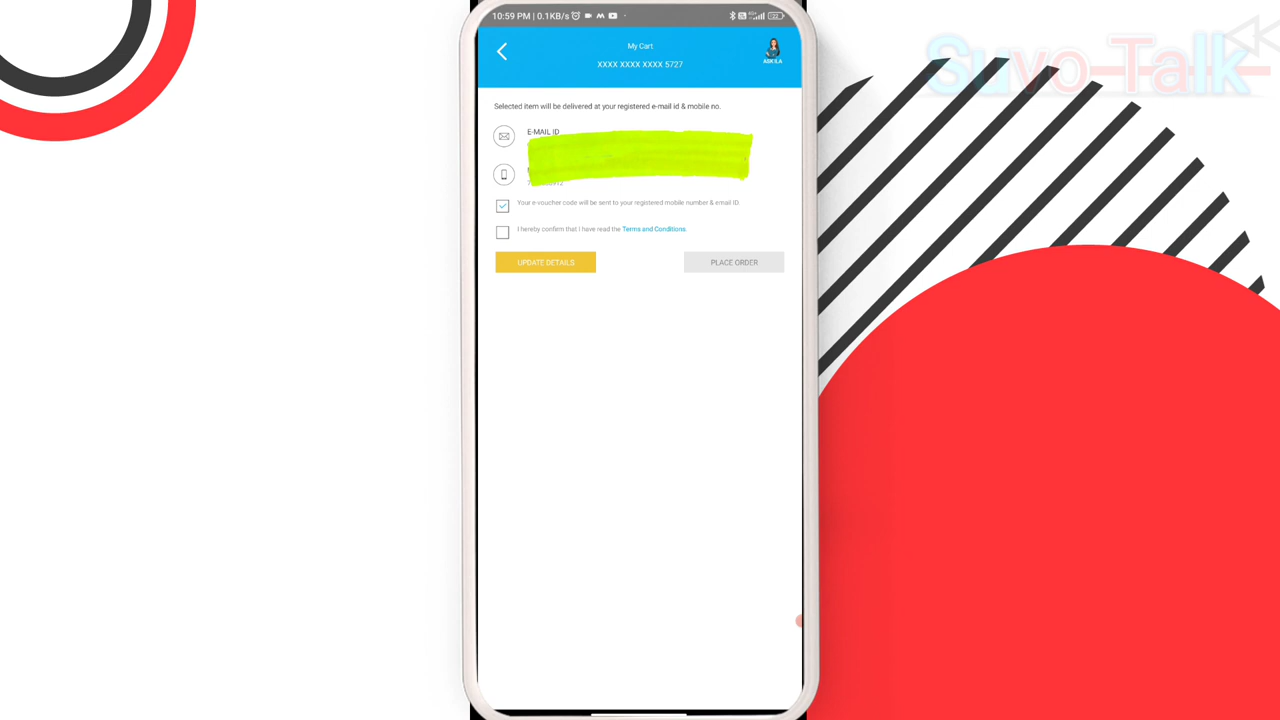 10:59 PM | 0.1KB/s
Suvo-Talk
My Cart
XXXX XXXX XXXX 5727
ASK ILA
Selected item will be delivered at your registered e-mail id & mobile no.
E-MAIL ID
Your e-voucher code will be sent to your registered mobile number & email ID.
I hereby confirm that I have read the Terms and Conditions.
UPDATE DETAILS
PLACE ORDER